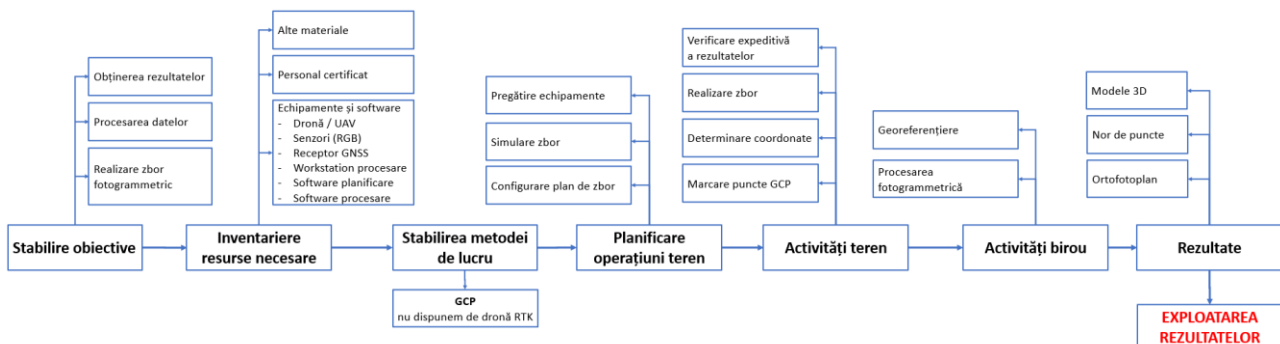 Obținerea rezultatelor
Procesarea datelor
Realizare zbor
fotogrammetric
Stabilire obiective
Alte materiale
Personal certificat
Echipamente și software
- Dronă / UAV
- Senzori (RGB)
- Receptor GNSS
- Workstation procesare
- Software planificare
- Software procesare
Inventariere
resurse necesare
Stabilirea metodei
de lucru
GCP
nu dispunem de dronă RTK
Pregătire echipamente
Simulare zbor
Configurare plan de zbor
Planificare
operațiuni teren
Verificare expeditivă
a rezultatelor
Realizare zbor
Determinare coordonate
Marcare puncte GCP
Activități teren
Georeferențiere
Procesarea
fotogrammetrică
Activități birou
Modele 3D
Nor de puncte
Ortofotoplan
Rezultate
EXPLOATAREA
REZULTATELOR